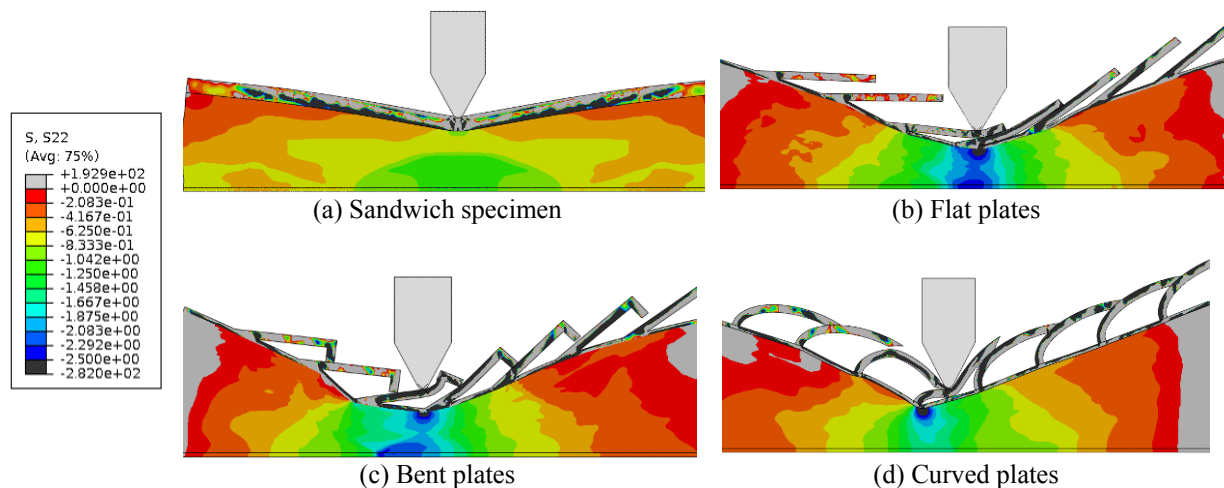 S, S22
(Avg: 75%)
+1.929e+02
+0.000e+00
-2.083e-01
-4.167e-01
-6.250e-01
-8.333e-01
-1.042e+00
-1.250e+00
-1.458e+00
-1.667e+00
-1.875e+00
-2.083e+00
-2.292e+00
-2.500e+00
-2.820e+02
(a) Sandwich specimen
(b) Flat plates
(c) Bent plates
(d) Curved plates